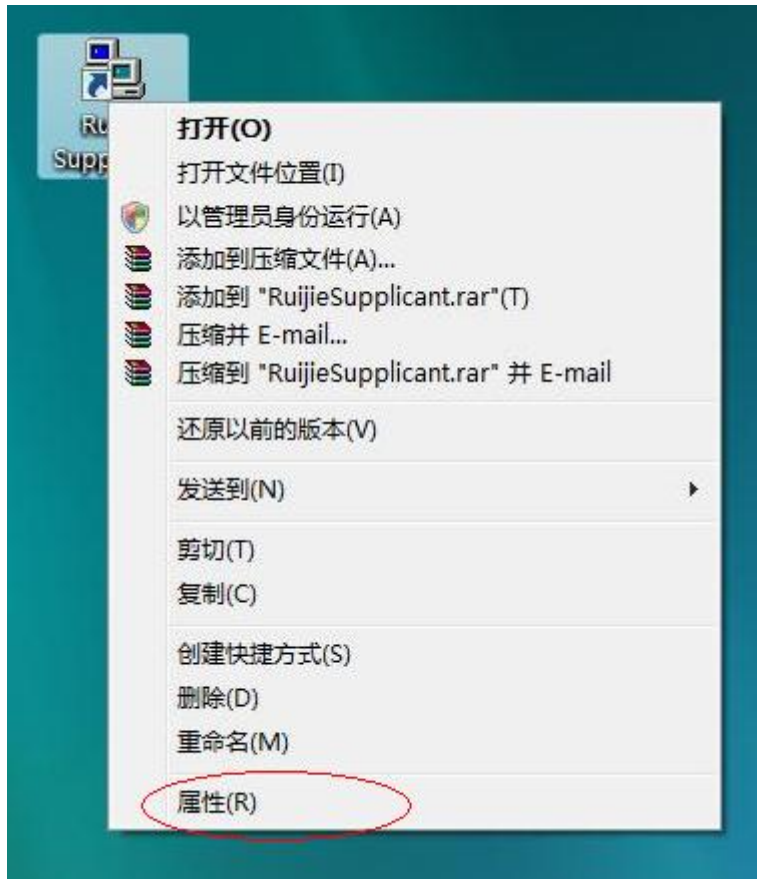 打开(O)
打开文件位置(I)
以管理员身份运行(A)
添加到压缩文件(A)...
添加到 "RuijieSupplicant.rar"(T)
压缩并 E-mail...
压缩到 "RuijieSupplicant.rar" 并 E-mail
还原以前的版本(V)
发送到(N)
剪切(T)
复制(C)
创建快捷方式(S)
删除(D)
重命名(M)
属性(R)